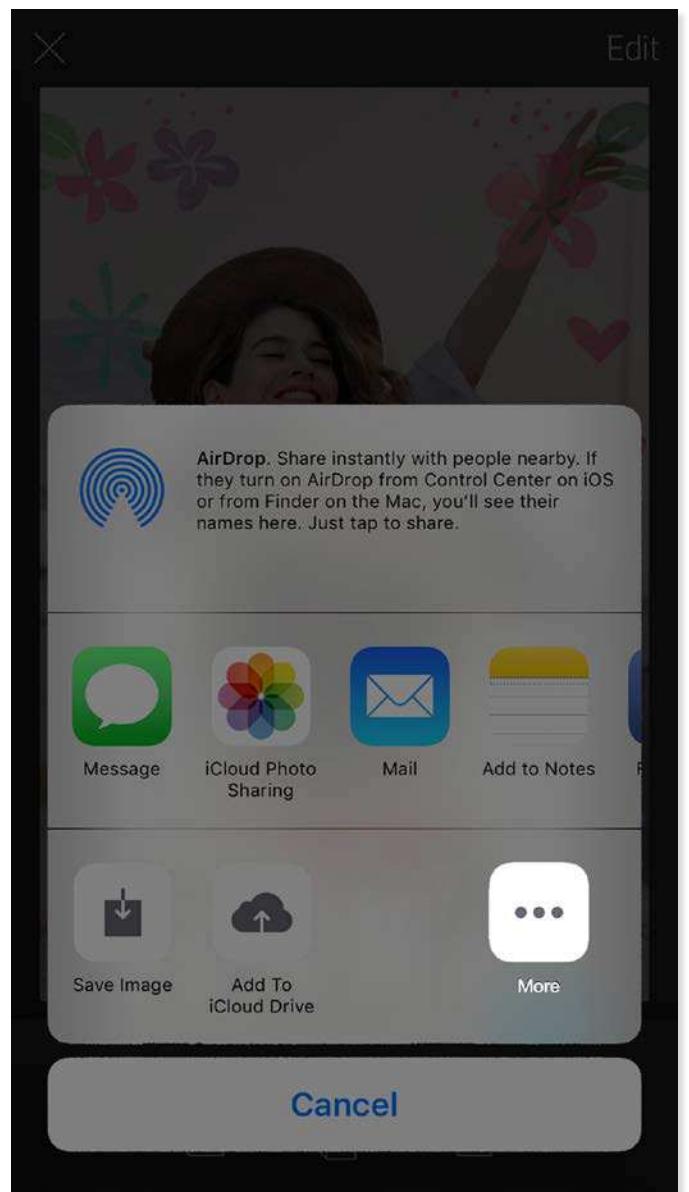 Edit
AirDrop. Share instantly with people nearby. If
they turn on AirDrop from Control Center on iOS
or from Finder on the Mac, you'll see their
names here. Just tap to share.
Message
iCloud Photo
Sharing
Mail
Add to Notes
Save Image
Add To
iCloud Drive
More
Cancel